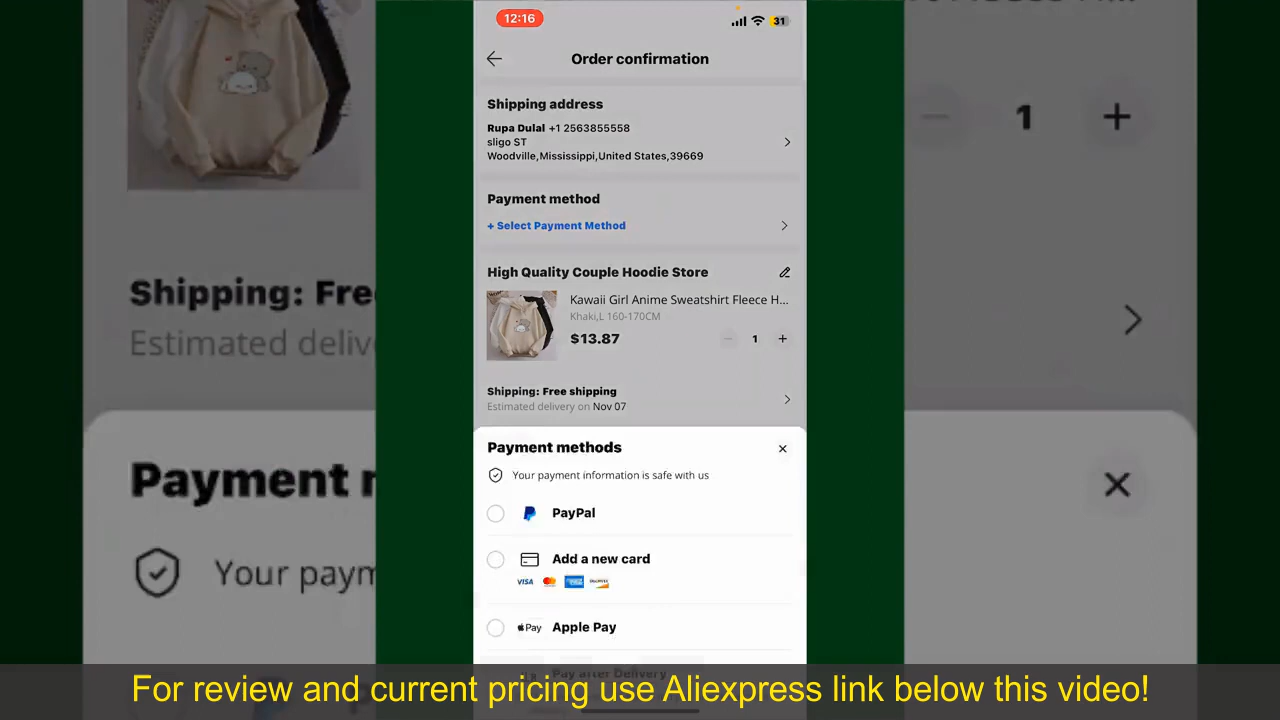 12:16
31
Order confirmation
Shipping address
Rupa Dulal +1 2563855558
sligo ST
Woodville,Mississippi,United States,39669
Payment method
+ Select Payment Method
High Quality Couple Hoodie Store
Kawaii Girl Anime Sweatshirt Fleece H...
Khaki,L 160-170CM
$13.87
− 1 +
Shipping: Free shipping
Estimated delivery on Nov 07
Payment methods
Your payment information is safe with us
PayPal
Add a new card
VISA DISCOVER
Pay Apple Pay
Pay after Delivery
1 +
Shipping: Fre
Estimated deliv
Payment
Your paym
For review and current pricing use Aliexpress link below this video!